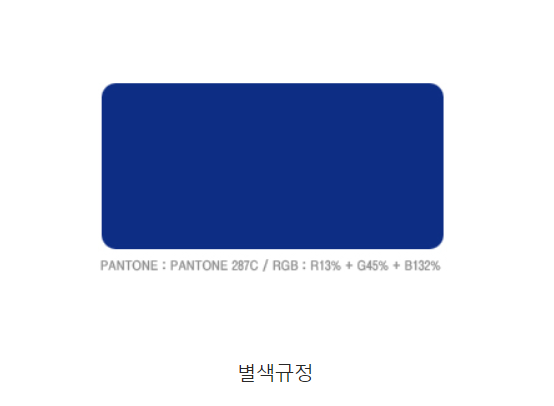 PANTONE : PANTONE 287C / RGB : R13% + G45% + B132%
별색규정